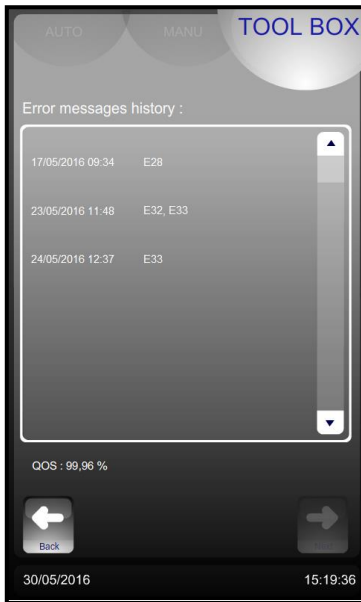 AUTO MANU TOOL BOX
Error messages history :
17/05/2016 09:34 E28
23/05/2016 11:48 E32, E33
24/05/2016 12:37 E33
QOS : 99,96 %
Back
30/05/2016 15:19:36